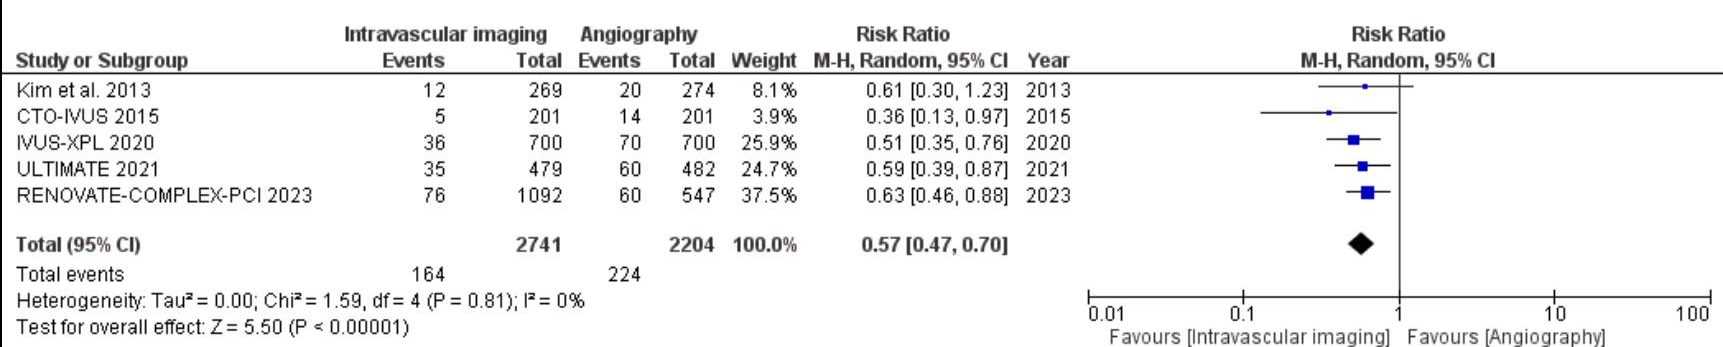 Intravascular imaging Angiography Risk Ratio Risk Ratio
Study or Subgroup Events Total Events Total Weight M-H, Random, 95% CI Year M-H, Random, 95% CI
Kim et al. 2013 12 269 20 274 8.1% 0.61 [0.30, 1.23] 2013
CTO-IVUS 2015 5 201 14 201 3.9% 0.36 [0.13, 0.97] 2015
IVUS-XPL 2020 36 700 70 700 25.9% 0.51 [0.35, 0.76] 2020
ULTIMATE 2021 35 479 60 482 24.7% 0.59 [0.39, 0.87] 2021
RENOVATE-COMPLEX-PCI 2023 76 1092 60 547 37.5% 0.63 [0.46, 0.88] 2023
Total (95% CI) 2741 2204 100.0% 0.57 [0.47, 0.70]
Total events 164 224
Heterogeneity: Tau² = 0.00; Chi² = 1.59, df = 4 (P = 0.81); I² = 0%
Test for overall effect: Z = 5.50 (P < 0.00001)
0.01 0.1 1 10 100
Favours [Intravascular imaging] Favours [Angiography]